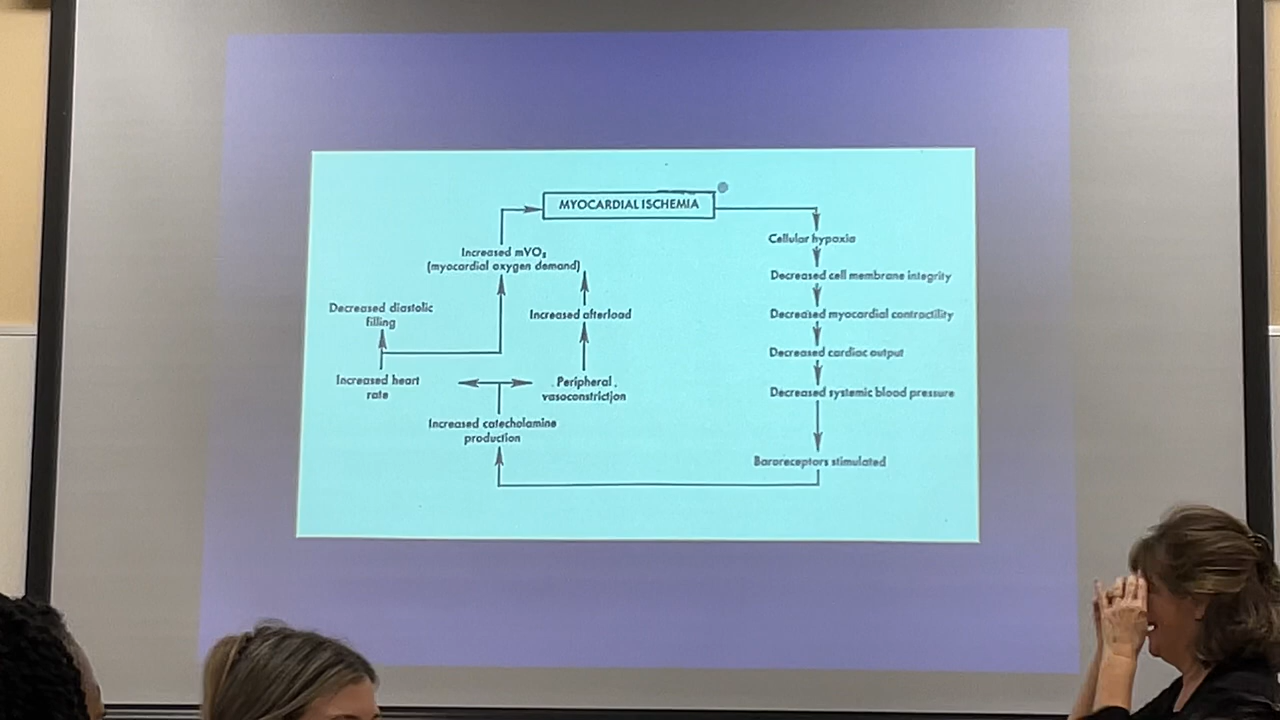 MYOCARDIAL ISCHEMIA
Cellular hypoxia
Decreased cell membrane integrity
Decreased myocardial contractility
Decreased cardiac output
Decreased systemic blood pressure
Baroreceptors stimulated
Increased catecholamine
production
Increased heart
rate
Decreased diastolic
filling
Peripheral
vasoconstriction
Increased afterload
Increased mVO₂
(myocardial oxygen demand)